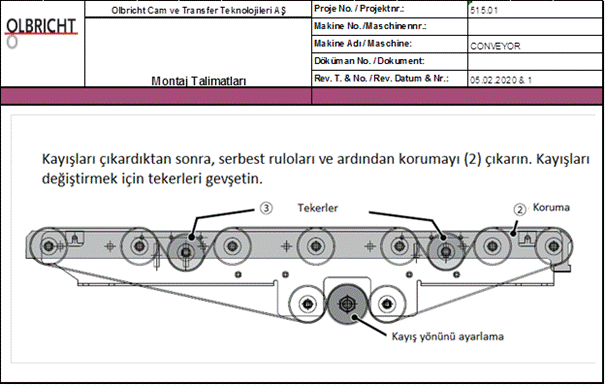 OLBRICHT
Olbricht Cam ve Transfer Teknolojileri AŞ
Montaj Talimatları
Proje No. / Projektnr.: 515.01
Makine No./Maschinennr.:
Makine Adı / Maschine: CONVEYOR
Döküman No. / Dokument:
Rev. T. & No. / Rev. Datum & Nr.: 05.02.2020 & 1
Kayışları çıkardıktan sonra, serbest ruloları ve ardından korumayı (2) çıkarın. Kayışları
değiştirmek için tekerleri gevşetin.
3 Tekerler 2 Koruma
Kayış yönünü ayarlama